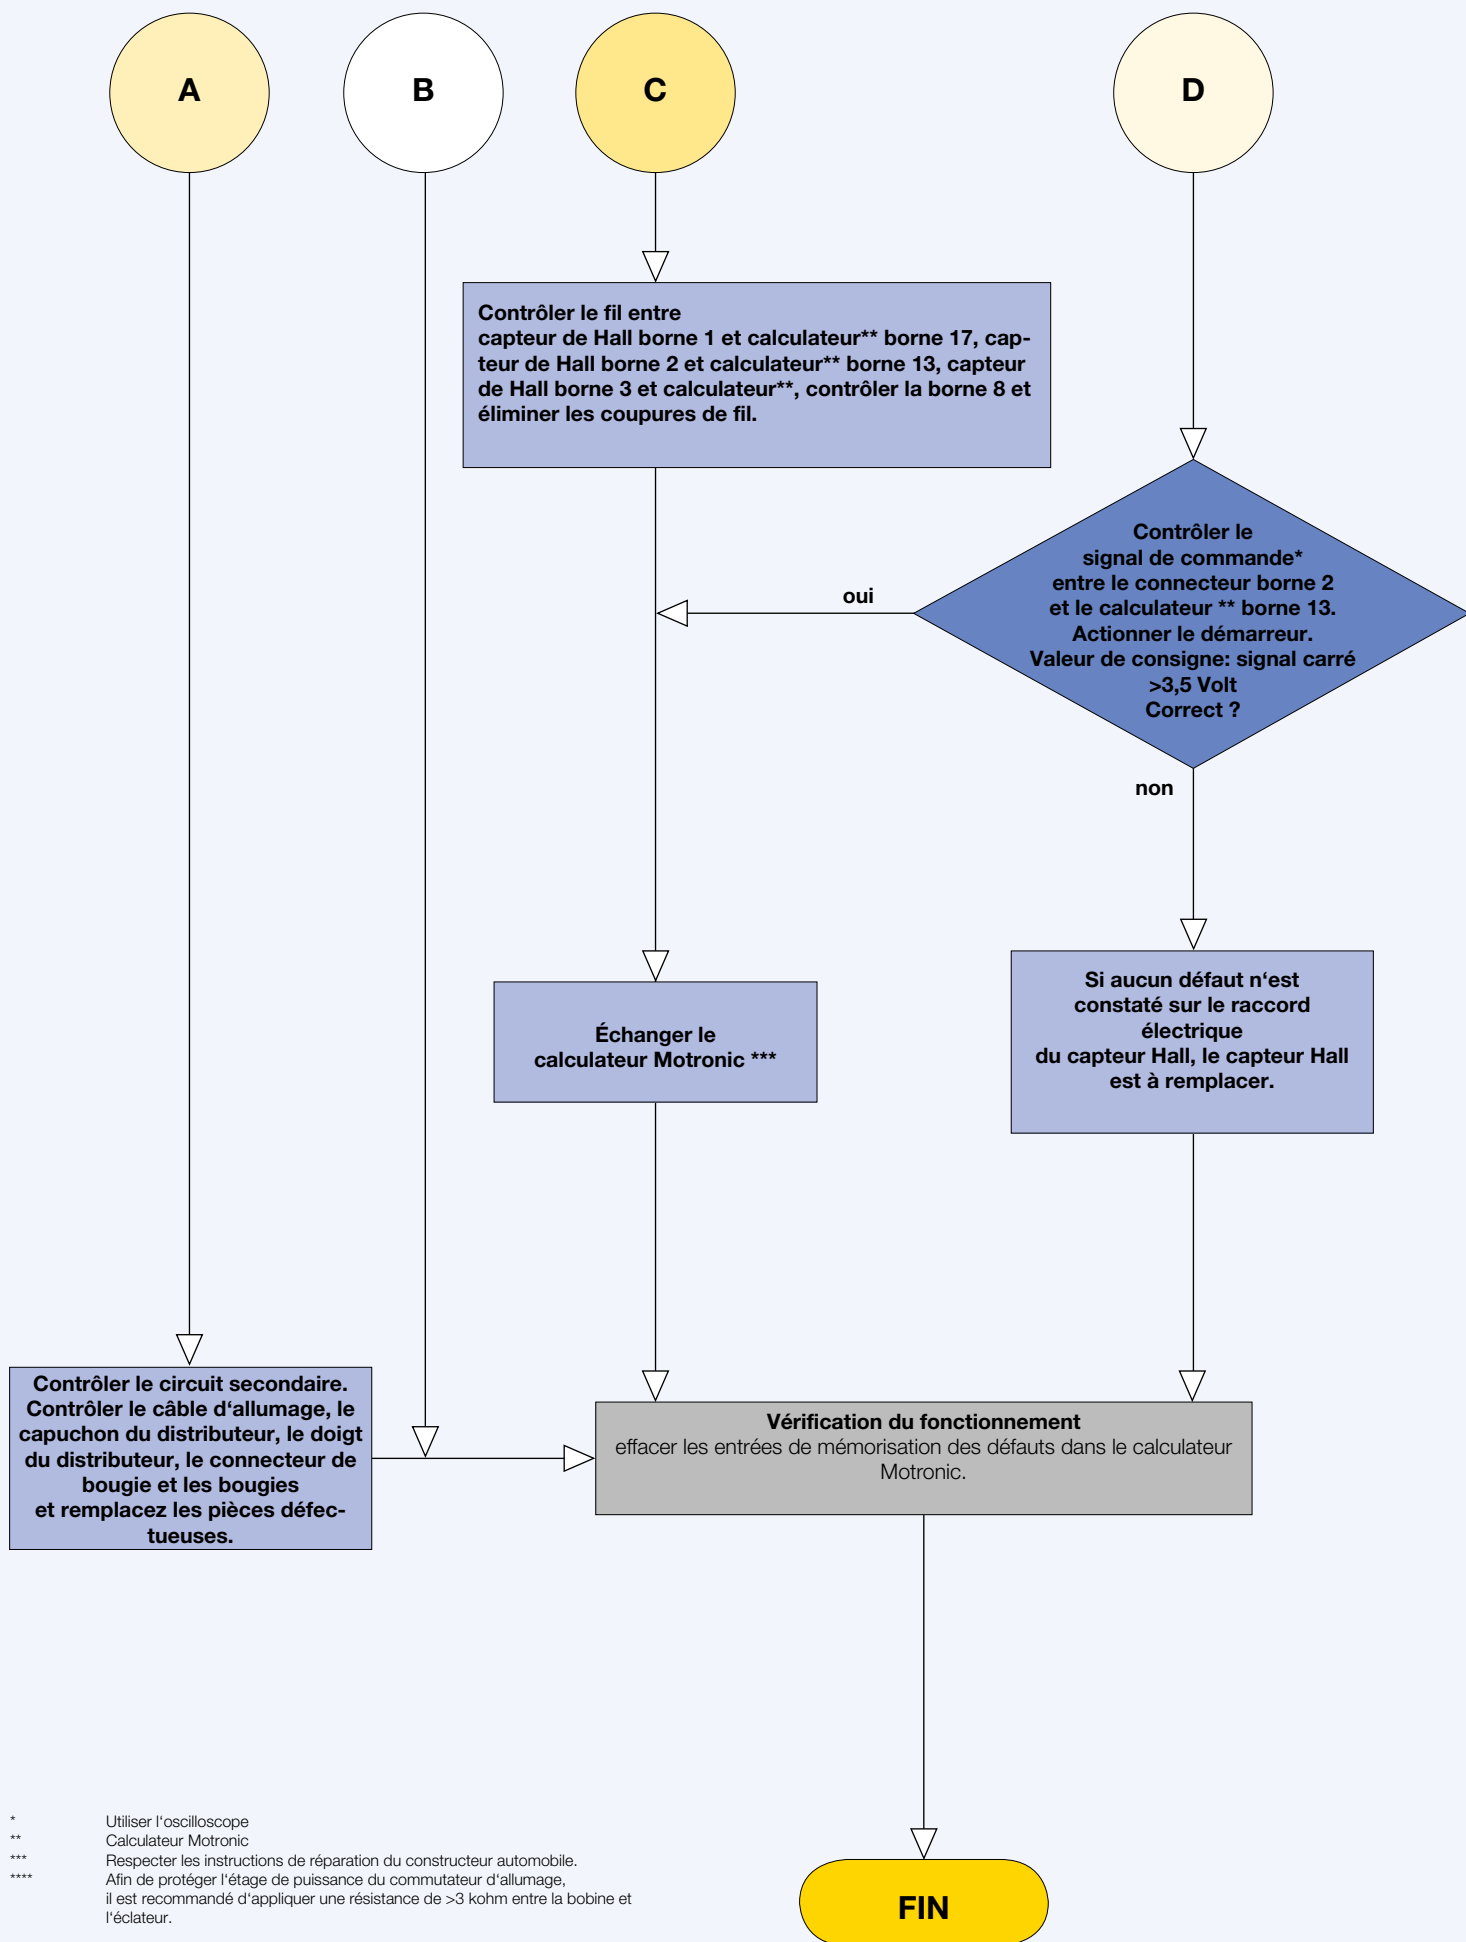 A
B
C
D
Contrôler le fil entre
capteur de Hall borne 1 et calculateur** borne 17, cap-
teur de Hall borne 2 et calculateur** borne 13, capteur
de Hall borne 3 et calculateur**, contrôler la borne 8 et
éliminer les coupures de fil.
Contrôler le
signal de commande*
entre le connecteur borne 2
et le calculateur ** borne 13.
Actionner le démarreur.
Valeur de consigne: signal carré
>3,5 Volt
Correct ?
oui
non
Échanger le
calculateur Motronic ***
Si aucun défaut n‘est
constaté sur le raccord
électrique
du capteur Hall, le capteur Hall
est à remplacer.
Contrôler le circuit secondaire.
Contrôler le câble d‘allumage, le
capuchon du distributeur, le doigt
du distributeur, le connecteur de
bougie et les bougies
et remplacez les pièces défec-
tueuses.
Vérification du fonctionnement
effacer les entrées de mémorisation des défauts dans le calculateur
Motronic.
* Utiliser l‘oscilloscope
** Calculateur Motronic
*** Respecter les instructions de réparation du constructeur automobile.
**** Afin de protéger l‘étage de puissance du commutateur d‘allumage,
il est recommandé d‘appliquer une résistance de >3 kohm entre la bobine et
l‘éclateur.
FIN